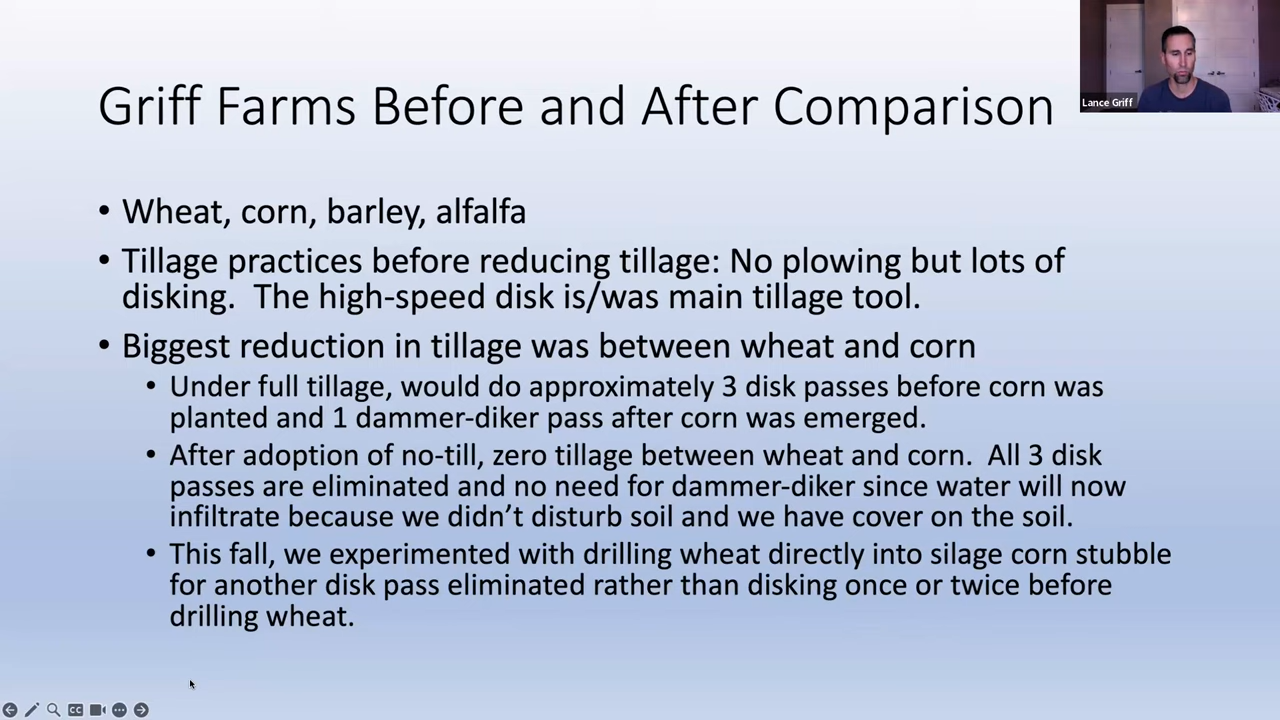 Griff Farms Before and After Comparison
Lance Griff
• Wheat, corn, barley, alfalfa
• Tillage practices before reducing tillage: No plowing but lots of
disking.  The high-speed disk is/was main tillage tool.
• Biggest reduction in tillage was between wheat and corn
• Under full tillage, would do approximately 3 disk passes before corn was
planted and 1 dammer-diker pass after corn was emerged.
• After adoption of no-till, zero tillage between wheat and corn.  All 3 disk
passes are eliminated and no need for dammer-diker since water will now
infiltrate because we didn't disturb soil and we have cover on the soil.
• This fall, we experimented with drilling wheat directly into silage corn stubble
for another disk pass eliminated rather than disking once or twice before
drilling wheat.
CC